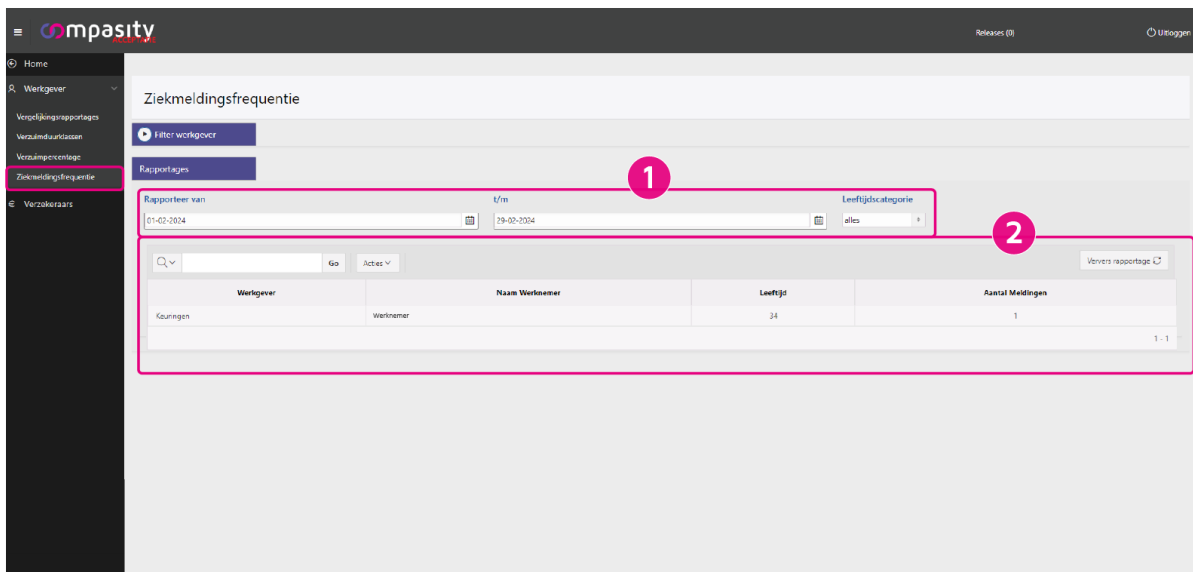 compasity
ACCEPTATIE
Releases (0)
Uitloggen
Home
Werkgever
Vergelijkingsrapportages
Verzuimduurklassen
Verzuimpercentage
Ziekmeldingsfrequentie
Verzekeraars
Ziekmeldingsfrequentie
Filter werkgever
Rapportages
1
Rapporteer van t/m Leeftijdscategorie
01-02-2024 29-02-2024 alles
2
Go Acties Ververs rapportage
Werkgever Naam Werknemer Leeftijd Aantal Meldingen
Keuringen Werknemer 34 1
1 - 1